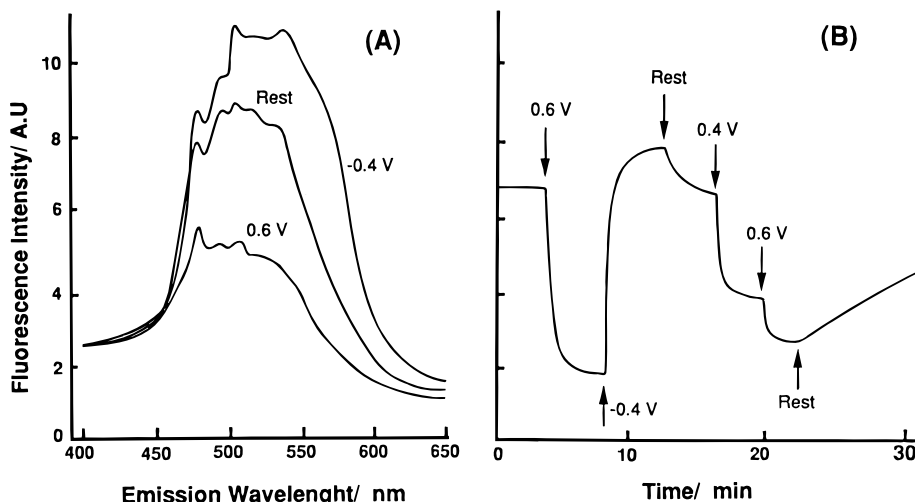 (A)
10
8
6
4
2
0
Fluorescence Intensity/ A.U
Rest
-0.4 V
0.6 V
400 450 500 550 600 650
Emission Wavelenght/ nm
(B)
0.6 V
Rest
0.4 V
0.6 V
-0.4 V
Rest
0 10 20 30
Time/ min